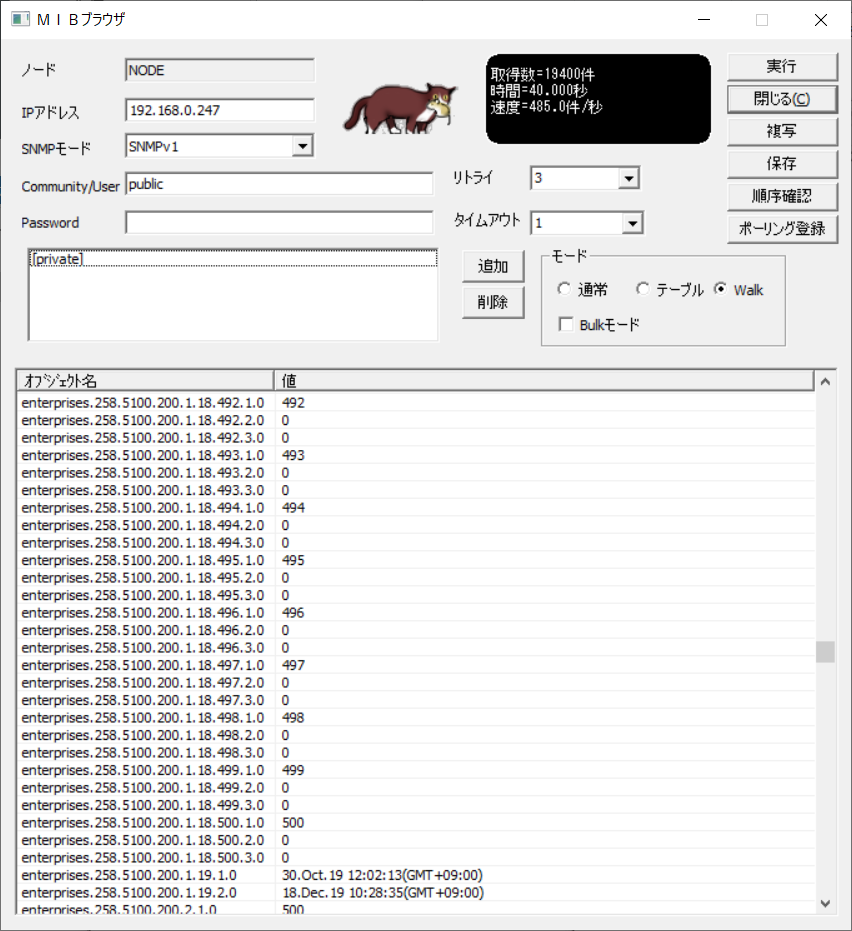 ＭＩＢブラウザ
ノード
NODE
IPアドレス
192.168.0.247
SNMPモード
SNMPv1
Community/User
public
Password
取得数=19400件
時間=40.000秒
速度=485.0件/秒
リトライ
3
タイムアウト
1
実行
閉じる(C)
複写
保存
順序確認
ポーリング登録
[private]
追加
削除
モード
通常
テーブル
Walk
Bulkモード
ｵﾌﾞｼﾞｪｸﾄ名 値
enterprises.258.5100.200.1.18.492.1.0 492
enterprises.258.5100.200.1.18.492.2.0 0
enterprises.258.5100.200.1.18.492.3.0 0
enterprises.258.5100.200.1.18.493.1.0 493
enterprises.258.5100.200.1.18.493.2.0 0
enterprises.258.5100.200.1.18.493.3.0 0
enterprises.258.5100.200.1.18.494.1.0 494
enterprises.258.5100.200.1.18.494.2.0 0
enterprises.258.5100.200.1.18.494.3.0 0
enterprises.258.5100.200.1.18.495.1.0 495
enterprises.258.5100.200.1.18.495.2.0 0
enterprises.258.5100.200.1.18.495.3.0 0
enterprises.258.5100.200.1.18.496.1.0 496
enterprises.258.5100.200.1.18.496.2.0 0
enterprises.258.5100.200.1.18.496.3.0 0
enterprises.258.5100.200.1.18.497.1.0 497
enterprises.258.5100.200.1.18.497.2.0 0
enterprises.258.5100.200.1.18.497.3.0 0
enterprises.258.5100.200.1.18.498.1.0 498
enterprises.258.5100.200.1.18.498.2.0 0
enterprises.258.5100.200.1.18.498.3.0 0
enterprises.258.5100.200.1.18.499.1.0 499
enterprises.258.5100.200.1.18.499.2.0 0
enterprises.258.5100.200.1.18.499.3.0 0
enterprises.258.5100.200.1.18.500.1.0 500
enterprises.258.5100.200.1.18.500.2.0 0
enterprises.258.5100.200.1.18.500.3.0 0
enterprises.258.5100.200.1.19.1.0 30.Oct.19 12:02:13(GMT+09:00)
enterprises.258.5100.200.1.19.2.0 18.Dec.19 10:28:35(GMT+09:00)
enterprises.258.5100.200.2.1.0 500